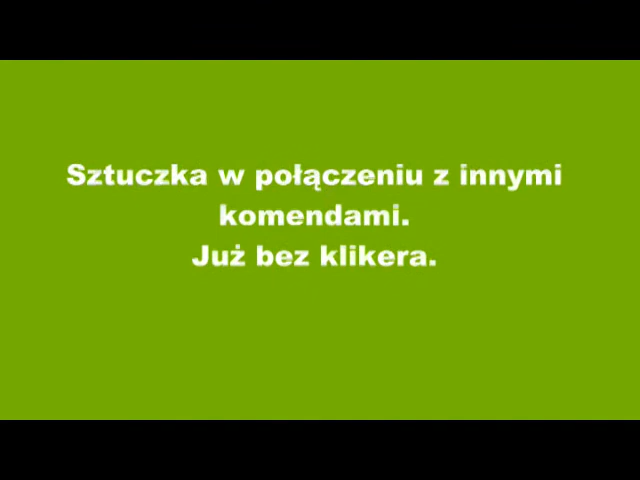 Sztuczka w połączeniu z innymi
komendami.
Już bez klikera.